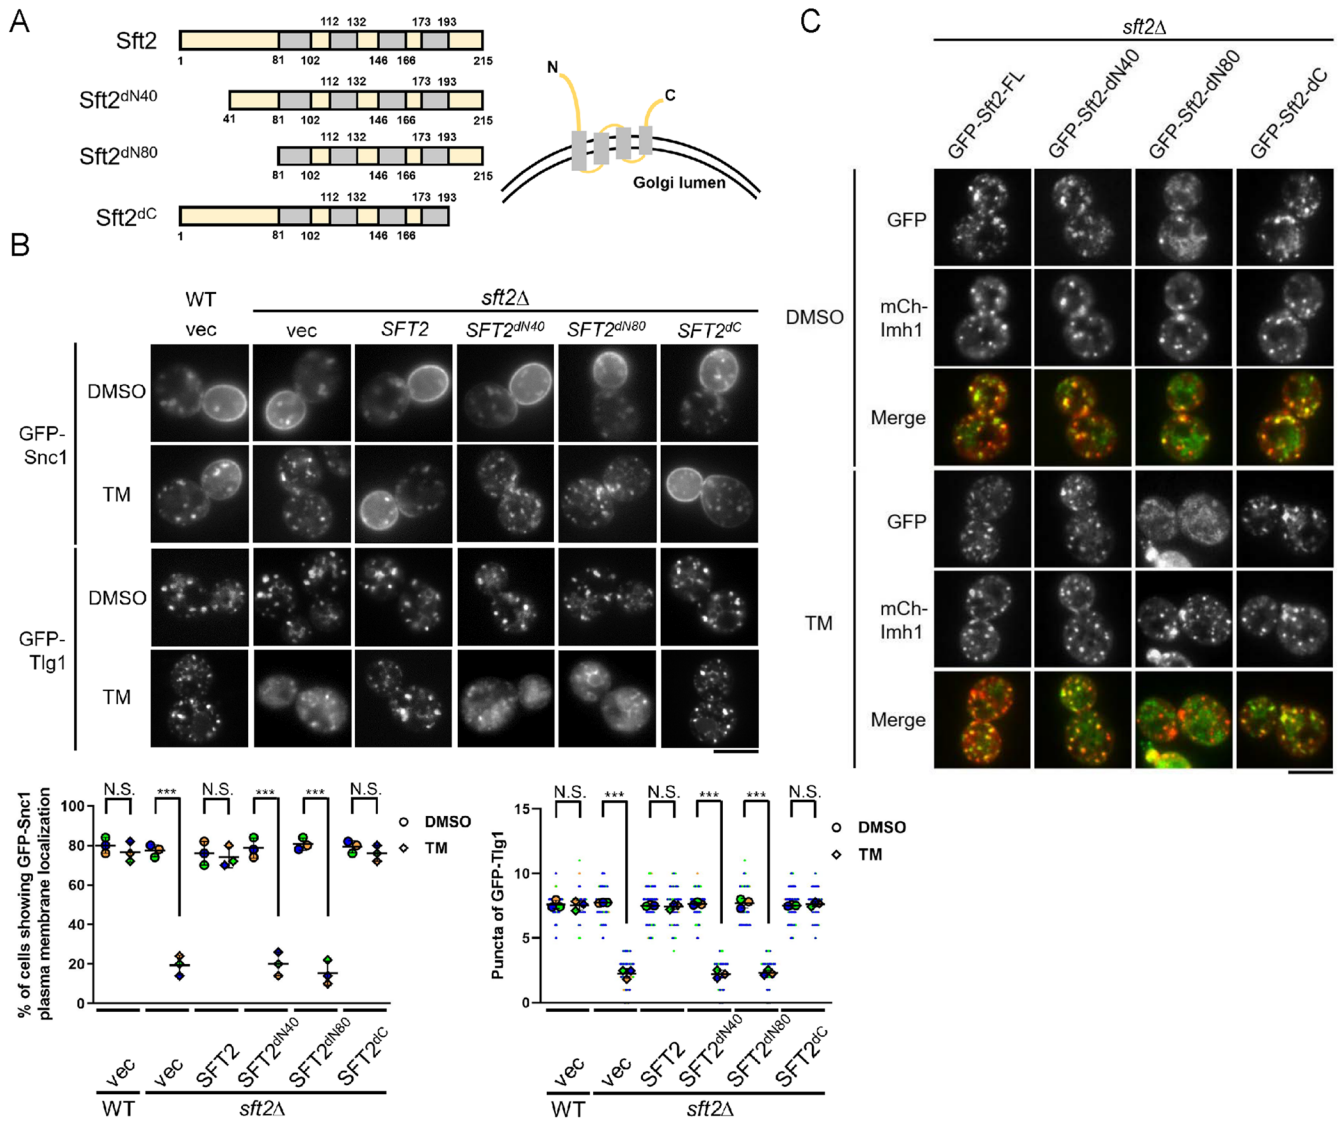 A
Sft2
112 132 173 193
1 81 102 146 166 215
Sft2dN40
112 132 173 193
41 81 102 146 166 215
Sft2dN80
112 132 173 193
81 102 146 166 215
Sft2dC
112 132 173 193
1 81 102 146 166
N
C
Golgi lumen
B
WT
sft2Δ
vec vec SFT2 SFT2dN40 SFT2dN80 SFT2dC
GFP-
Snc1
DMSO
TM
GFP-
Tlg1
DMSO
TM
% of cells showing GFP-Snc1
plasma membrane localization
100
80
60
40
20
0
N.S. *** N.S. *** *** N.S.
DMSO
TM
vec vec SFT2 SFT2dN40 SFT2dN80 SFT2dC
WT sft2Δ
Puncta of GFP-Tlg1
15
10
5
0
N.S. *** N.S. *** *** N.S.
DMSO
TM
vec vec SFT2 SFT2dN40 SFT2dN80 SFT2dC
WT sft2Δ
C
sft2Δ
GFP-Sft2-FL
GFP-Sft2-dN40
GFP-Sft2-dN80
GFP-Sft2-dC
DMSO
GFP
mCh-
Imh1
Merge
TM
GFP
mCh-
Imh1
Merge